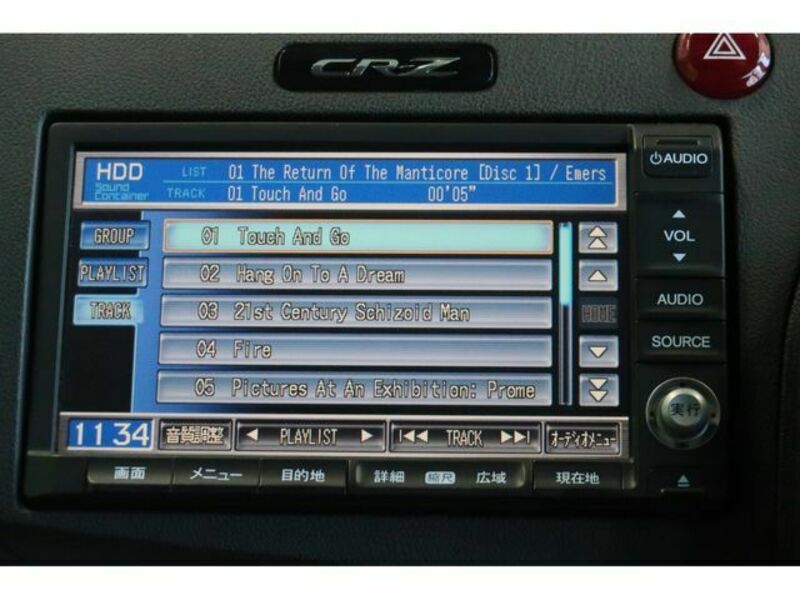 CR-Z
HDD LIST 01 The Return Of The Manticore [Disc 1] / Emers
Sound Container TRACK 01 Touch And Go 00'05"
AUDIO
GROUP 01 Touch And Go
VOL
PLAYLIST 02 Hang On To A Dream
TRACK 03 21st Century Schizoid Man HOME
AUDIO
04 Fire
SOURCE
05 Pictures At An Exhibition: Prome
実行
11 34 音質調整 PLAYLIST TRACK オーディオメニュー
画面 メニュー 目的地 詳細 縮尺 広域 現在地